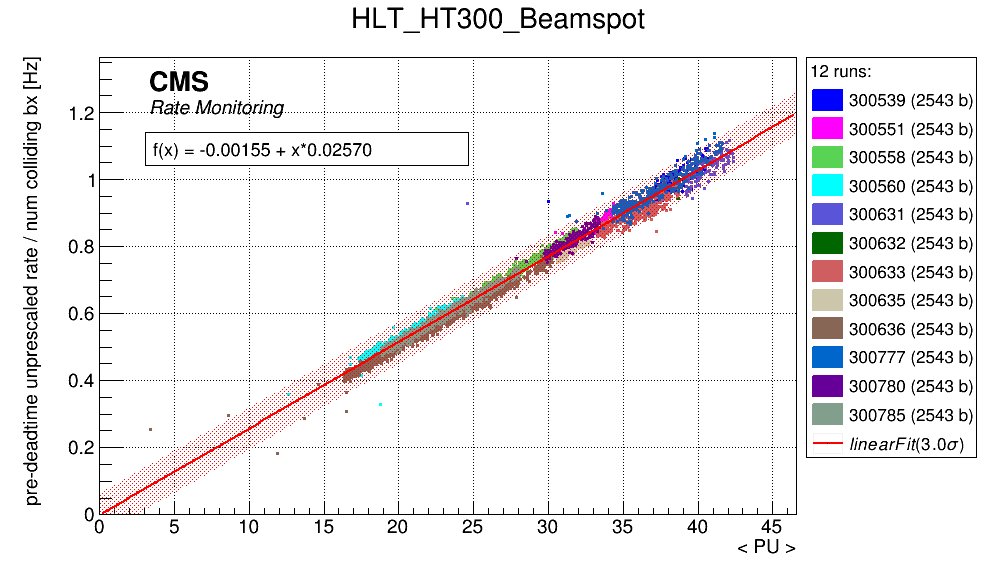 HLT_HT300_Beamspot
pre-deadtime unprescaled rate / num colliding bx [Hz]
CMS
Rate Monitoring
f(x) = -0.00155 + x*0.02570
1.2
1
0.8
0.6
0.4
0.2
0
0 5 10 15 20 25 30 35 40 45
< PU >
12 runs:
300539 (2543 b)
300551 (2543 b)
300558 (2543 b)
300560 (2543 b)
300631 (2543 b)
300632 (2543 b)
300633 (2543 b)
300635 (2543 b)
300636 (2543 b)
300777 (2543 b)
300780 (2543 b)
300785 (2543 b)
linearFit(3.0σ)